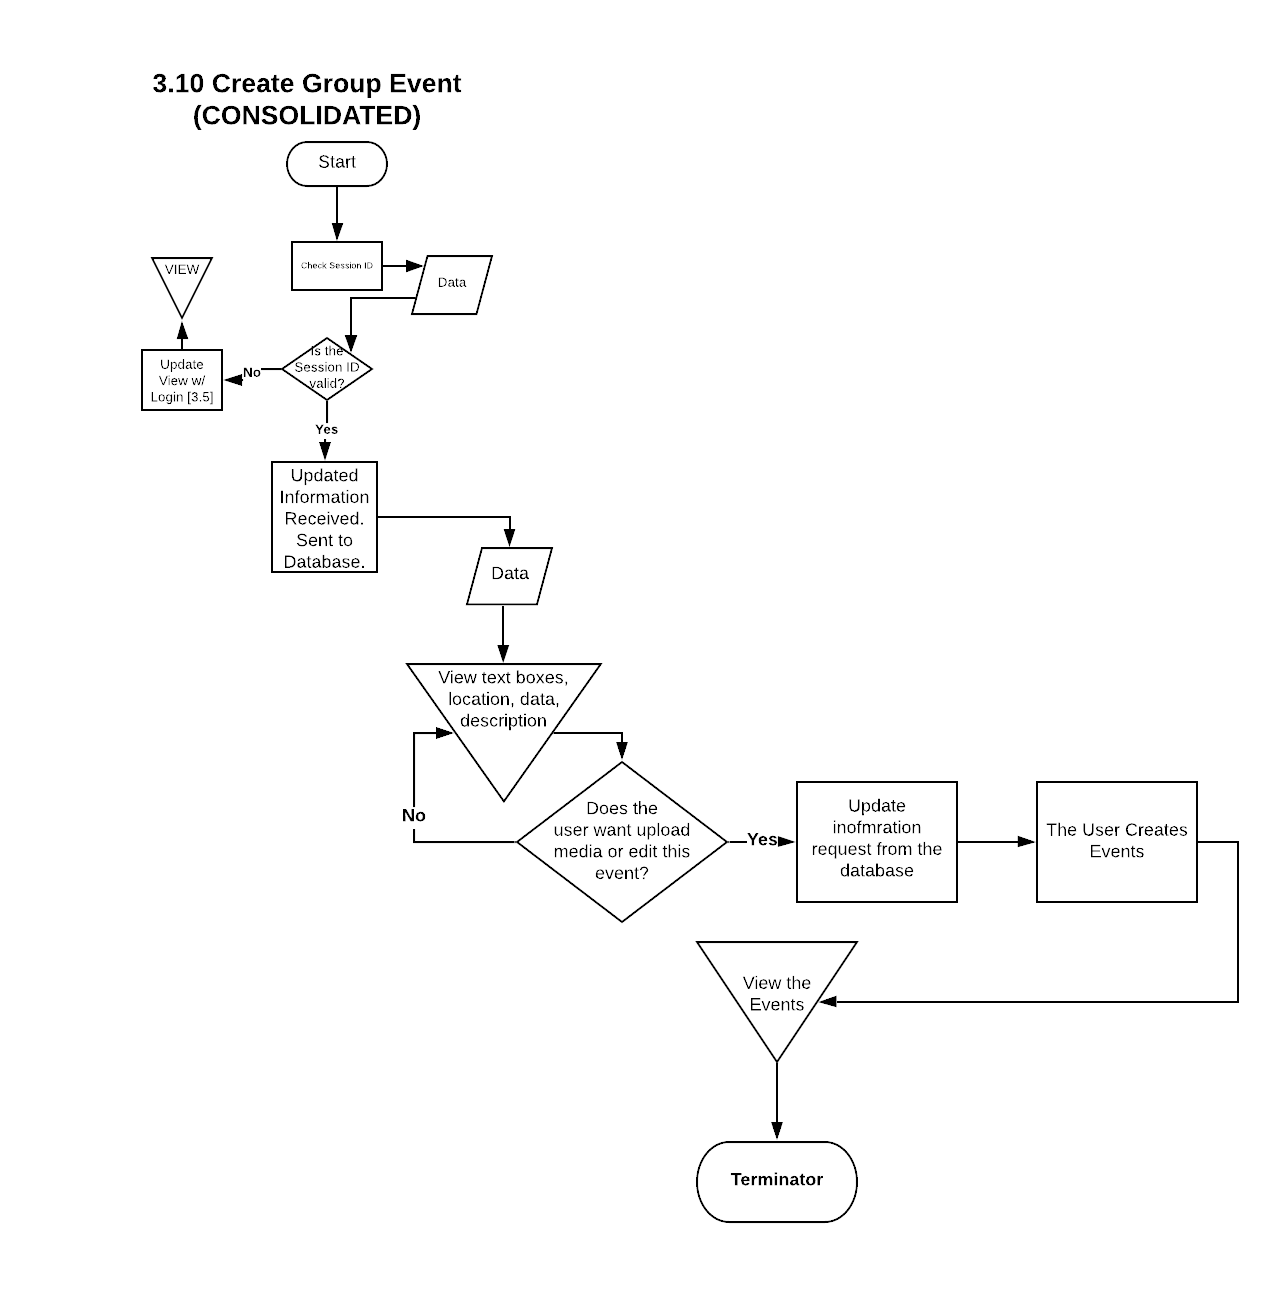 3.10 Create Group Event
(CONSOLIDATED)
Start
Check Session ID
Data
VIEW
Is the
Session ID
valid?
No
Update
View w/
Login [3.5]
Yes
Updated
Information
Received.
Sent to
Database.
Data
View text boxes,
location, data,
description
No
Does the
user want upload
media or edit this
event?
Yes
Update
inofmration
request from the
database
The User Creates
Events
View the
Events
Terminator